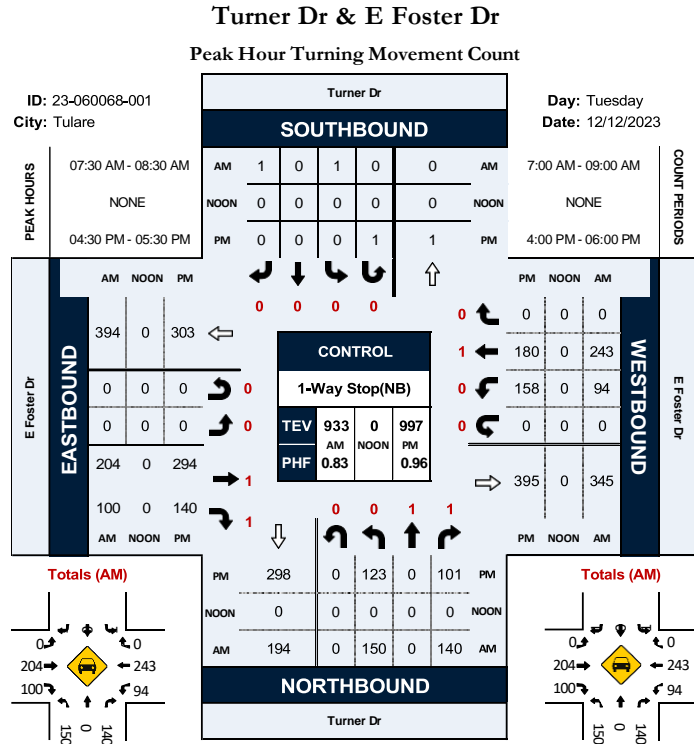 Turner Dr & E Foster Dr
Peak Hour Turning Movement Count
ID: 23-060068-001
City: Tulare
Turner Dr
SOUTHBOUND
Day: Tuesday
Date: 12/12/2023
PEAK HOURS
07:30 AM - 08:30 AM
NONE
04:30 PM - 05:30 PM
AM 1 0 1 0 0 AM
NOON 0 0 0 0 0 NOON
PM 0 0 0 1 1 PM
7:00 AM - 09:00 AM
NONE
4:00 PM - 06:00 PM
COUNT PERIODS
0 0 0 0
E Foster Dr
EASTBOUND
AM NOON PM
394 0 303
0 0 0 0
0 0 0 0
204 0 294 1
100 0 140 1
AM NOON PM
CONTROL
1-Way Stop(NB)
TEV 933 0 997
AM NOON PM
PHF 0.83 0.96
PM NOON AM
0 0 0 0
1 180 0 243
0 158 0 94
0 0 0 0
395 0 345
PM NOON AM
WESTBOUND
E Foster Dr
0 0 1 1
PM 298 0 123 0 101 PM
NOON 0 0 0 0 0 NOON
AM 194 0 150 0 140 AM
NORTHBOUND
Turner Dr
Totals (AM)
0 0
204 243
100 94
150 0 140
Totals (AM)
0 0
204 243
100 94
150 0 140